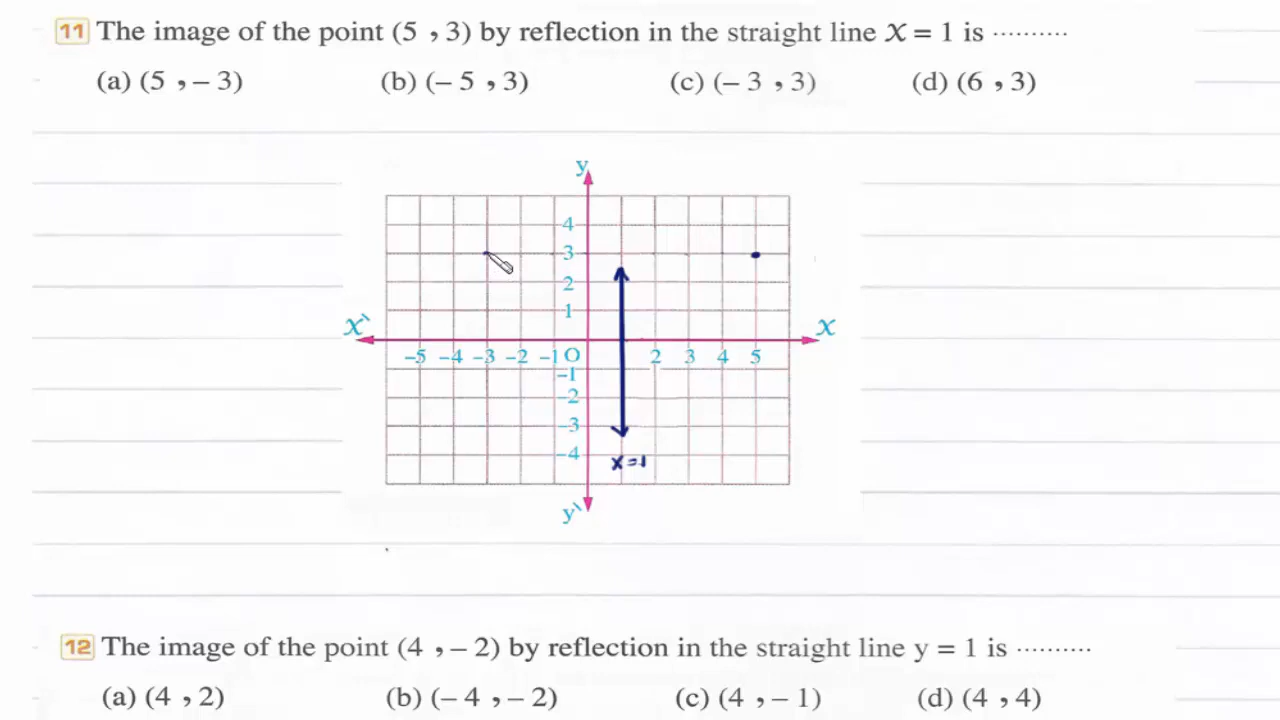 11 The image of the point (5 , 3) by reflection in the straight line X = 1 is ··········
(a) (5 , – 3) (b) (– 5 , 3) (c) (– 3 , 3) (d) (6 , 3)
y
4
3
2
1
X` X
–5 –4 –3 –2 –1 O 2 3 4 5
–1
–2
–3
–4
x=1
y`
12 The image of the point (4 , – 2) by reflection in the straight line y = 1 is ··········
(a) (4 , 2) (b) (– 4 , – 2) (c) (4 , – 1) (d) (4 , 4)